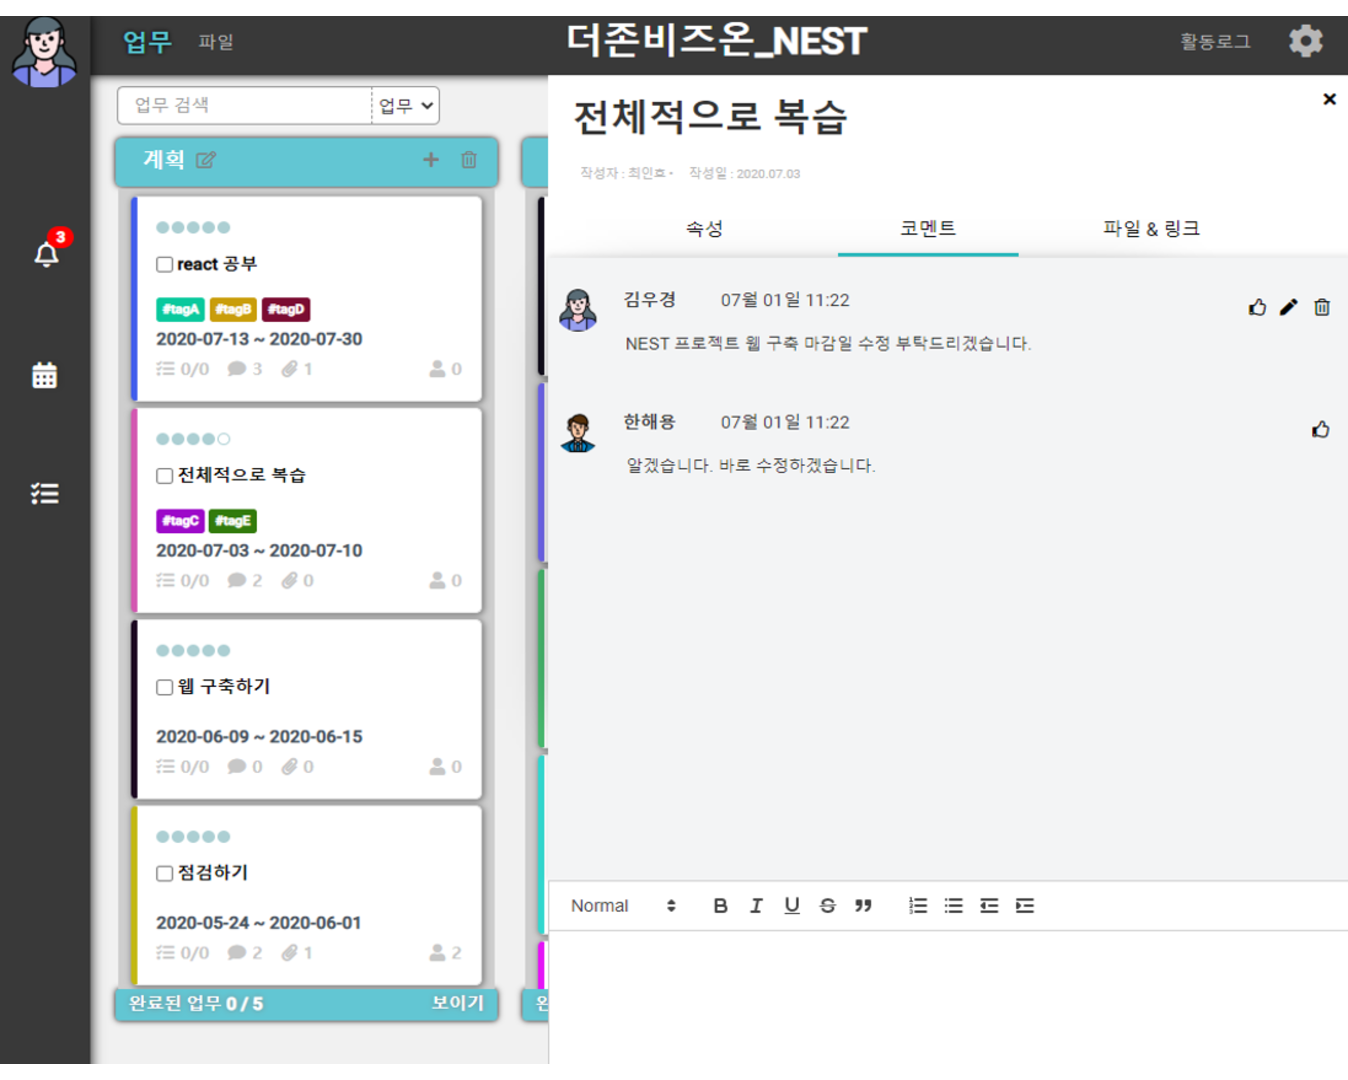 업무 파일
더존비즈온_NEST
활동로그
3
업무 검색
업무
계획
react 공부
#tagA #tagB #tagD
2020-07-13 ~ 2020-07-30
0/0 3 1 0
전체적으로 복습
#tagC #tagE
2020-07-03 ~ 2020-07-10
0/0 2 0 0
웹 구축하기
2020-06-09 ~ 2020-06-15
0/0 0 0 0
점검하기
2020-05-24 ~ 2020-06-01
0/0 2 1 2
완료된 업무 0 / 5 보이기
전체적으로 복습
작성자 : 최인호 • 작성일 : 2020.07.03
속성 코멘트 파일 & 링크
김우경 07월 01일 11:22
NEST 프로젝트 웹 구축 마감일 수정 부탁드리겠습니다.
한해용 07월 01일 11:22
알겠습니다. 바로 수정하겠습니다.
Normal